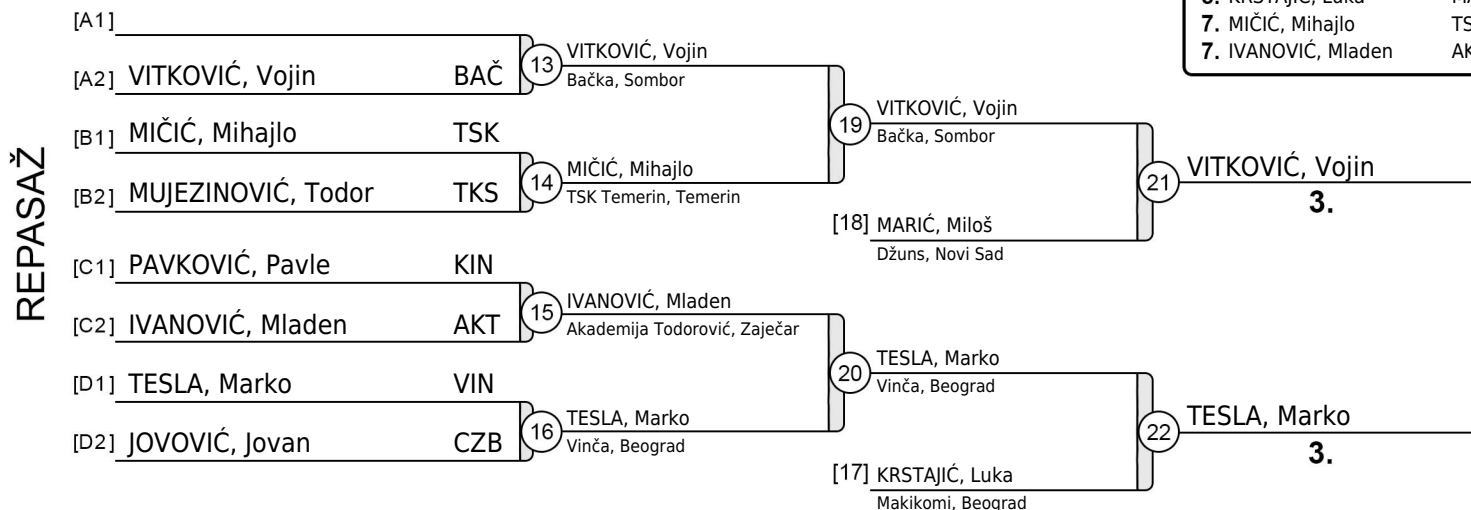 REPASAŽ
[A1]
[A2] VITKOVIĆ, Vojin BAČ
[B1] MIČIĆ, Mihajlo TSK
[B2] MUJEZINOVIĆ, Todor TKS
[C1] PAVKOVIĆ, Pavle KIN
[C2] IVANOVIĆ, Mladen AKT
[D1] TESLA, Marko VIN
[D2] JOVOVIĆ, Jovan CZB
13 VITKOVIĆ, Vojin
Bačka, Sombor
14 MIČIĆ, Mihajlo
TSK Temerin, Temerin
15 IVANOVIĆ, Mladen
Akademija Todorović, Zaječar
16 TESLA, Marko
Vinča, Beograd
19 VITKOVIĆ, Vojin
Bačka, Sombor
[18] MARIĆ, Miloš
Džuns, Novi Sad
20 TESLA, Marko
Vinča, Beograd
[17] KRSTAJIĆ, Luka
Makikomi, Beograd
21 VITKOVIĆ, Vojin
3.
22 TESLA, Marko
3.
KRSTAJIĆ, Luka
7. MIČIĆ, Mihajlo TS
7. IVANOVIĆ, Mladen AK